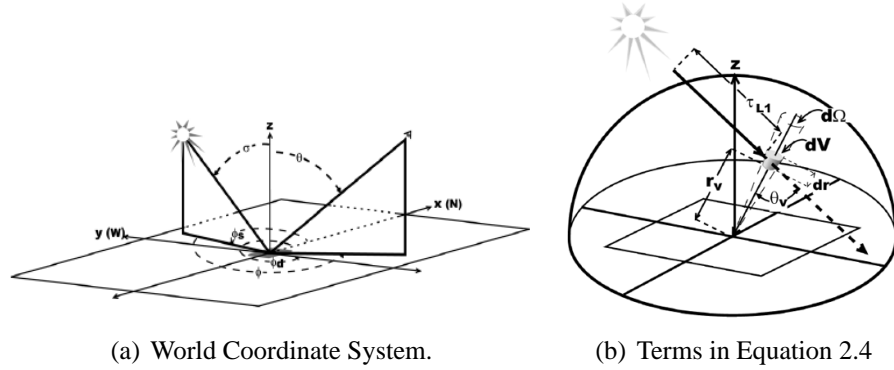 z
σ
θ
x (N)
y (W)
ϕs
ϕd
ϕ
z
τL1
dΩ
dV
rv
dr
θv
(a) World Coordinate System.
(b) Terms in Equation 2.4